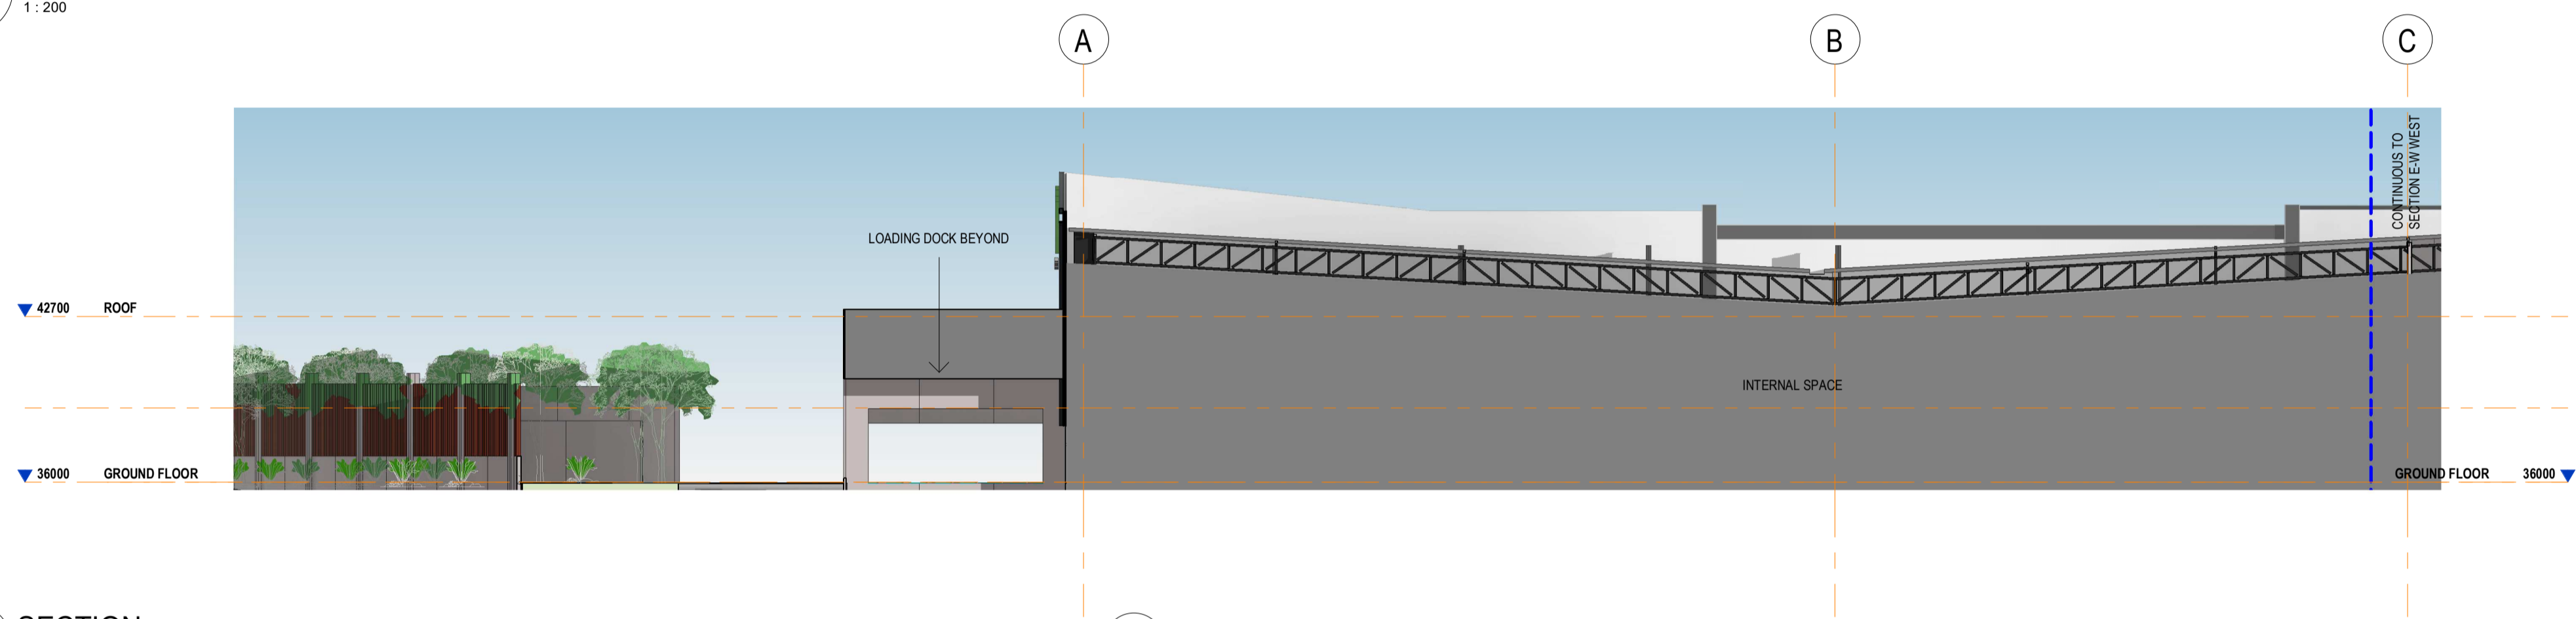 1 : 200
A
B
C
CONTINUOUS TO
SECTION E-W WEST
LOADING DOCK BEYOND
42700 ROOF
INTERNAL SPACE
36000 GROUND FLOOR
GROUND FLOOR 36000
SECTION